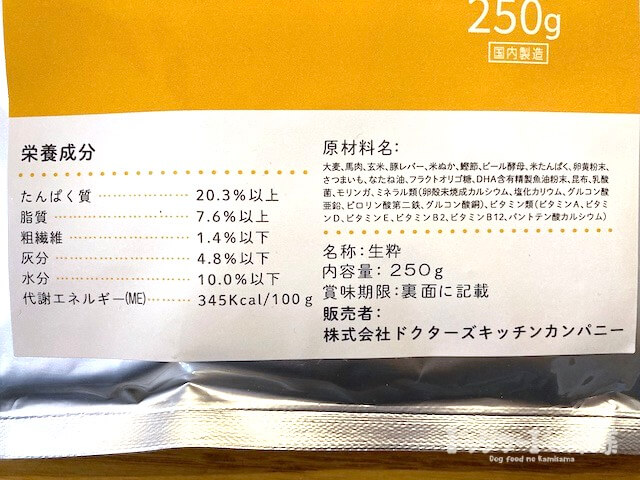 250g
国内製造
栄養成分
たんぱく質 20.3%以上
脂質 7.6%以上
粗繊維 1.4%以下
灰分 4.8%以下
水分 10.0%以下
代謝エネルギー(ME) 345Kcal/100g
原材料名:
大麦、馬肉、玄米、豚レバー、米ぬか、鰹節、ビール酵母、米たんぱく、卵黄粉末、
さつまいも、なたね油、フラクトオリゴ糖、DHA含有精製魚油粉末、昆布、乳酸
菌、モリンガ、ミネラル類(卵殻未焼成カルシウム、塩化カリウム、グルコン酸
亜鉛、ピロリン酸第二鉄、グルコン酸銅)、ビタミン類(ビタミンA、ビタミ
ンD、ビタミンE、ビタミンB2、ビタミンB12、パントテン酸カルシウム)
名称:生粋
内容量: 250g
賞味期限:裏面に記載
販売者:
株式会社ドクターズキッチンカンパニー
Dog food no Kamisama